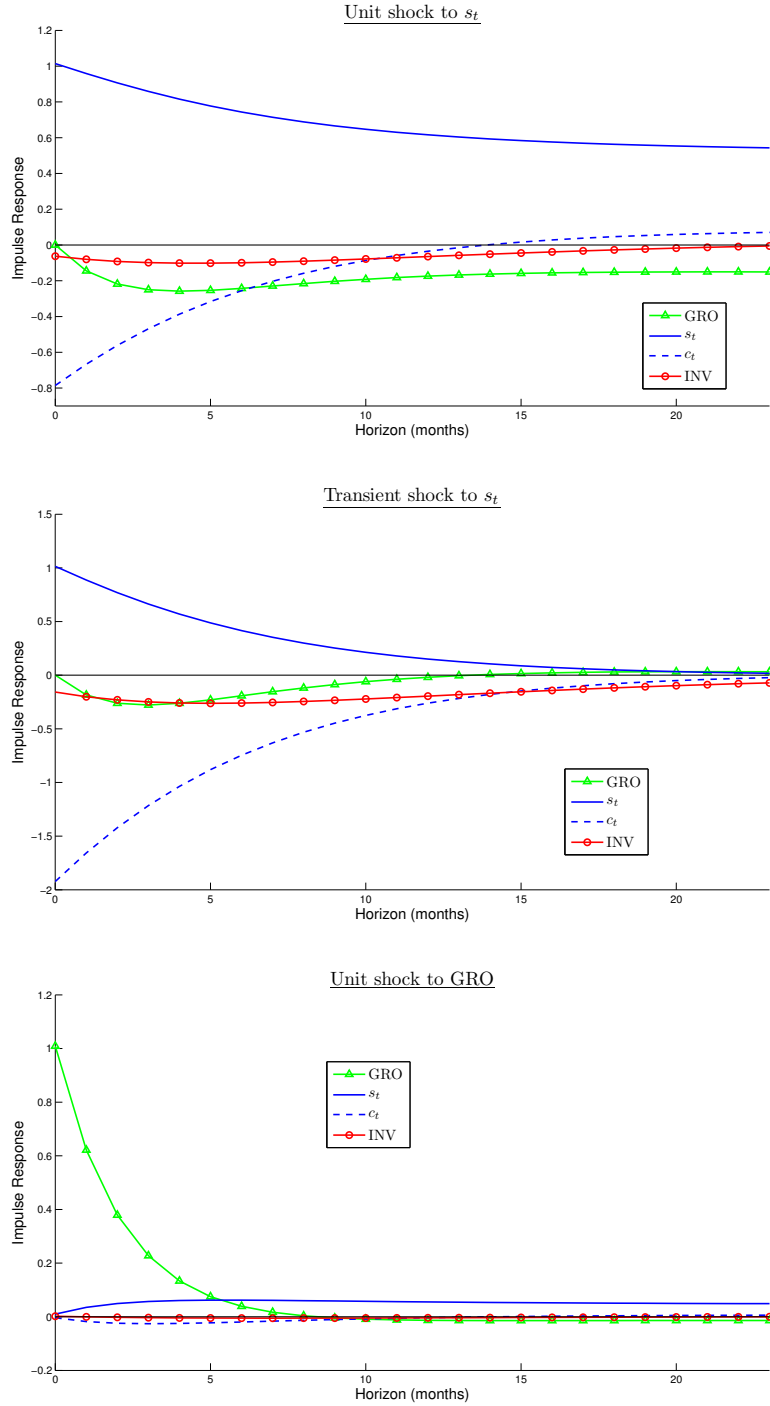 Unit shock to s_t
1.2
1
0.8
0.6
0.4
0.2
0
−0.2
−0.4
−0.6
−0.8
Impulse Response
GRO
s_t
c_t
INV
0 5 10 15 20
Horizon (months)
Transient shock to s_t
1.5
1
0.5
0
−0.5
−1
−1.5
−2
Impulse Response
GRO
s_t
c_t
INV
0 5 10 15 20
Horizon (months)
Unit shock to GRO
1.2
1
0.8
0.6
0.4
0.2
0
−0.2
Impulse Response
GRO
s_t
c_t
INV
0 5 10 15 20
Horizon (months)